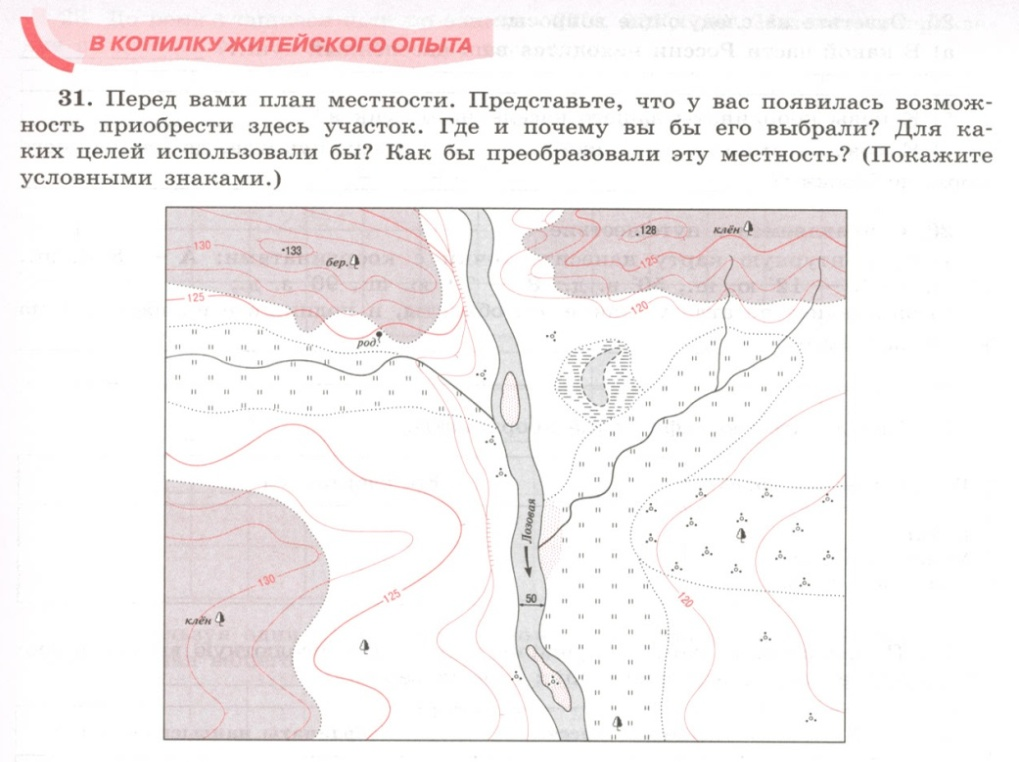 В КОПИЛКУ ЖИТЕЙСКОГО ОПЫТА
31. Перед вами план местности. Представьте, что у вас появилась возмож-
ность приобрести здесь участок. Где и почему вы бы его выбрали? Для ка-
ких целей использовали бы? Как бы преобразовали эту местность? (Покажите
условными знаками.)
130
133
бер.
128
клён
125
125
120
род.
Лозовая
50
130
125
120
клён